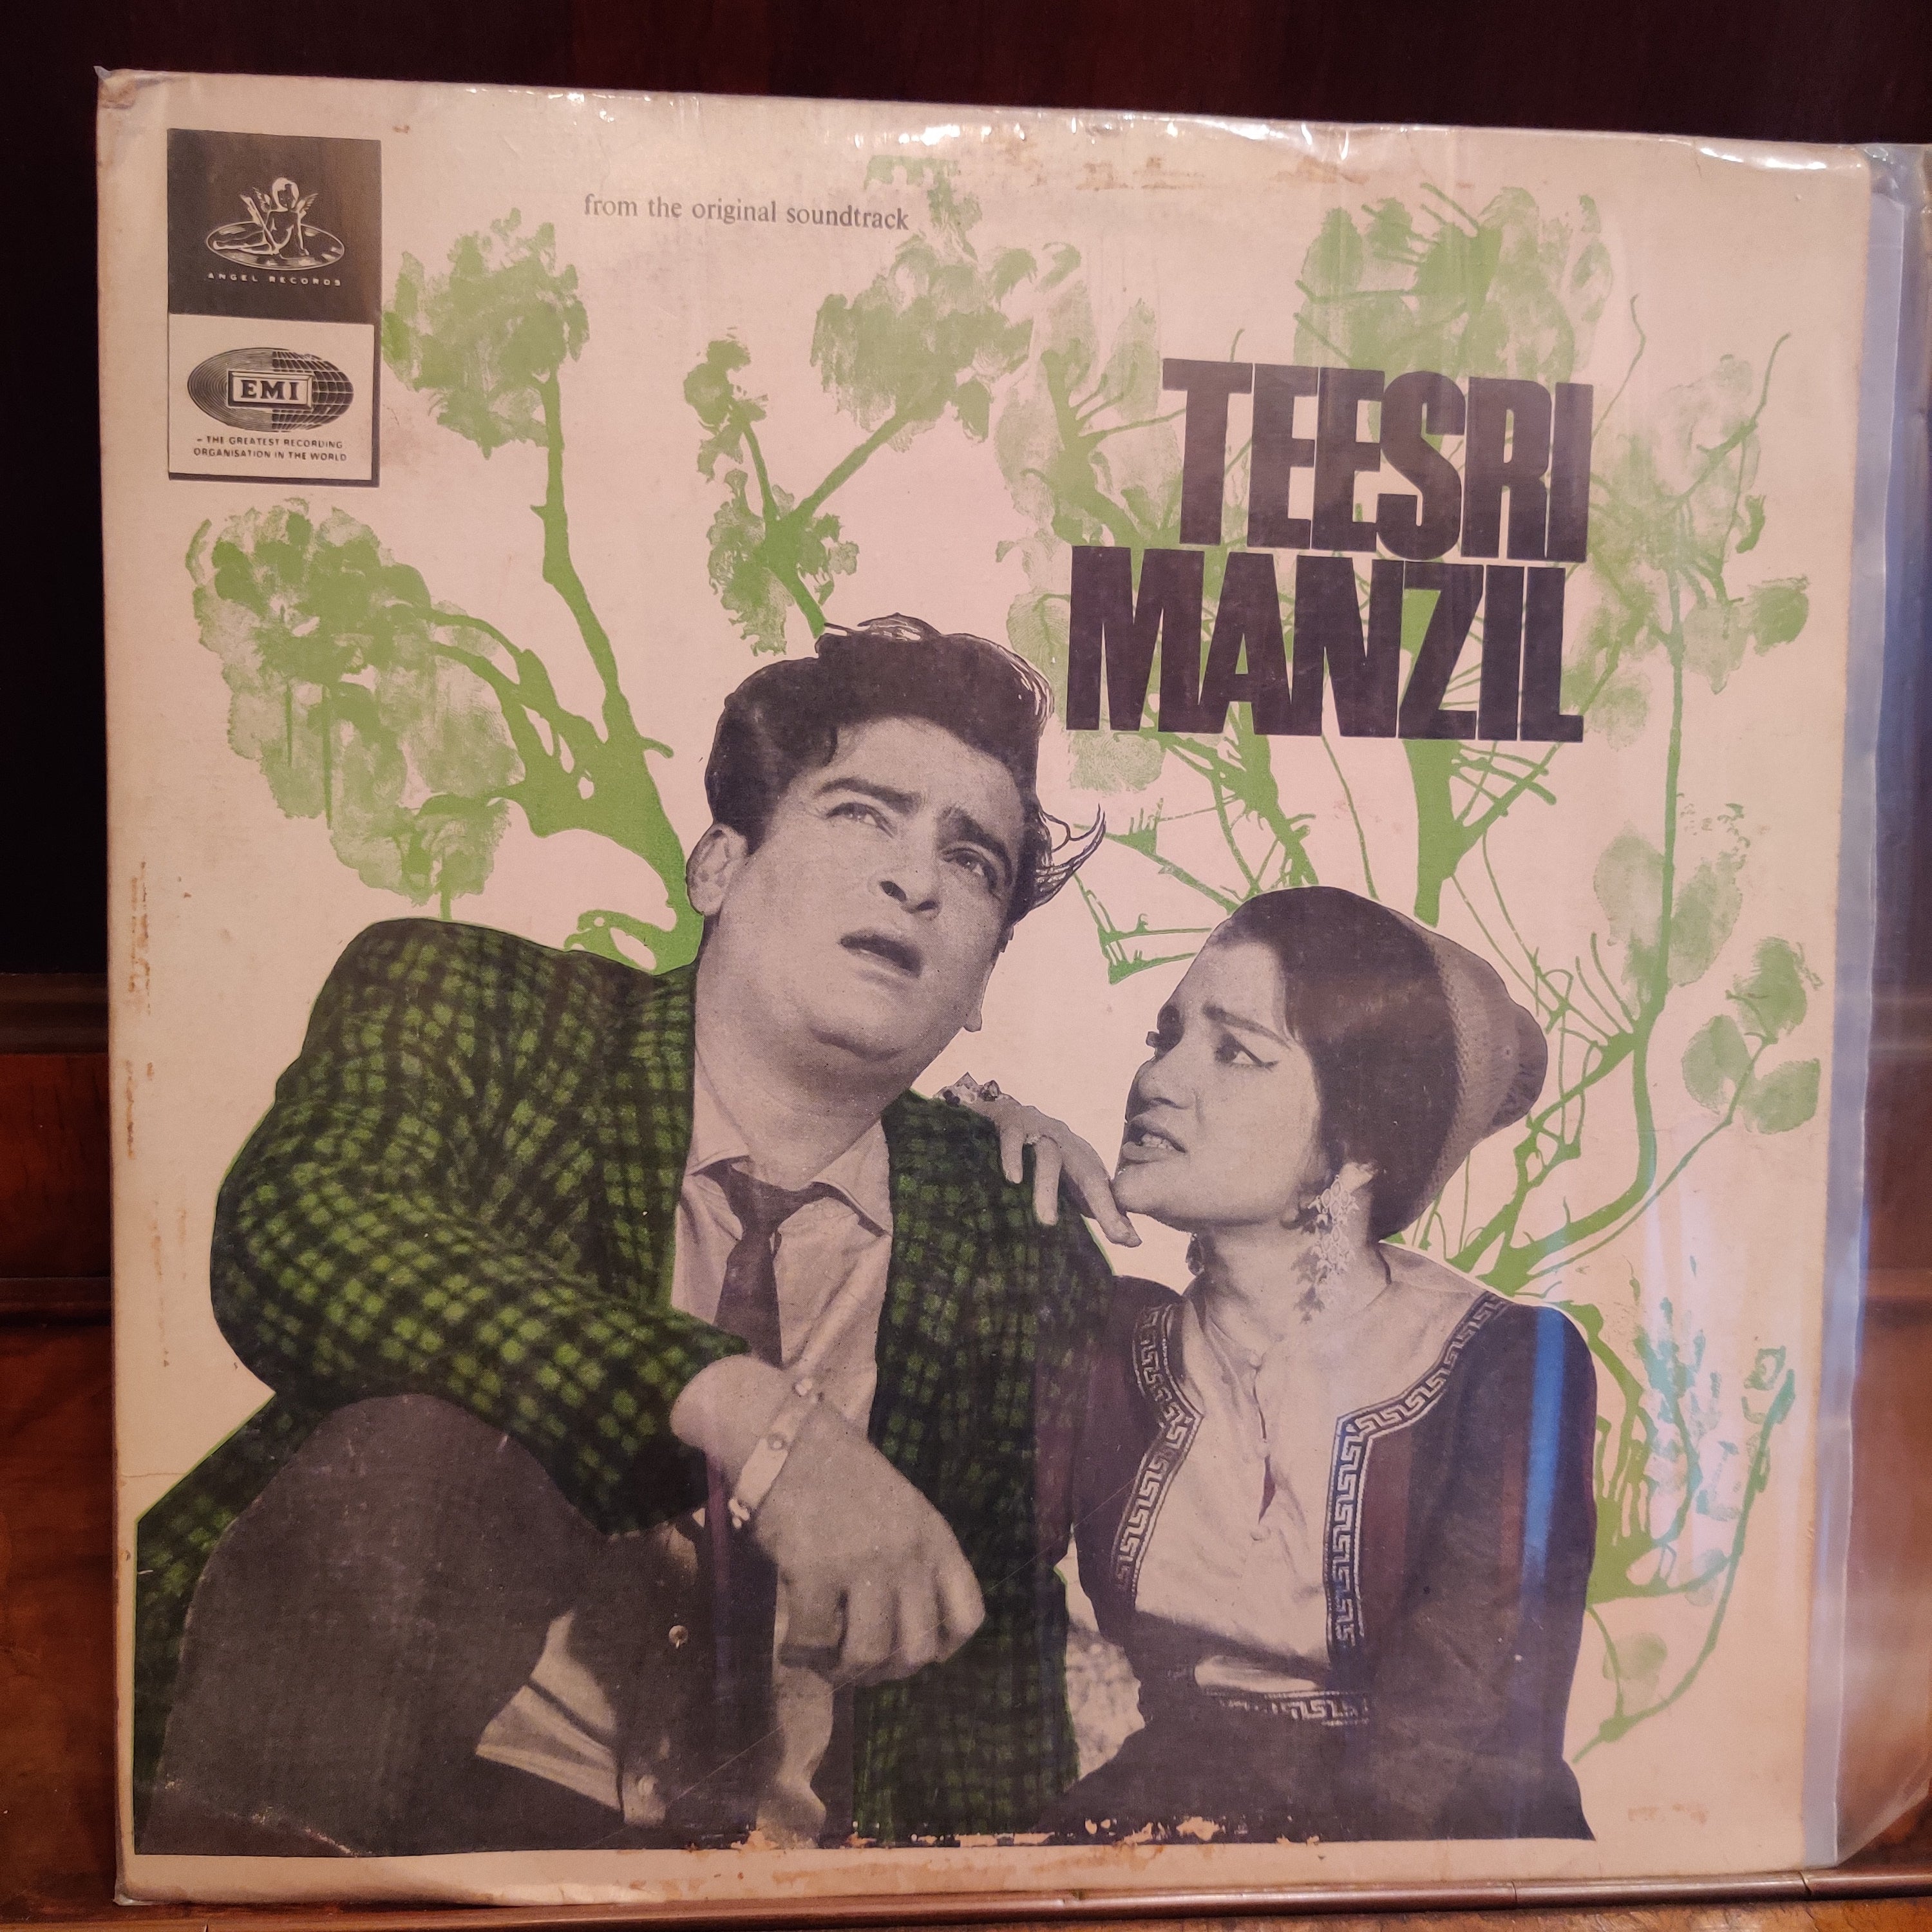 ANGEL RECORDS
EMI
– THE GREATEST RECORDING
ORGANISATION IN THE WORLD
from the original soundtrack
TEESRI
MANZIL